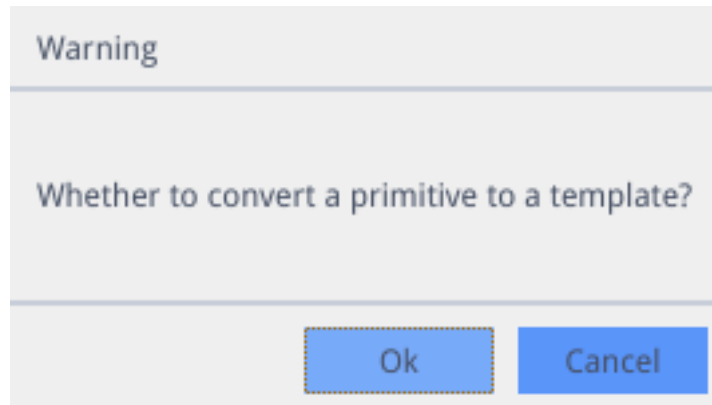 Warning
Whether to convert a primitive to a template?
Ok
Cancel